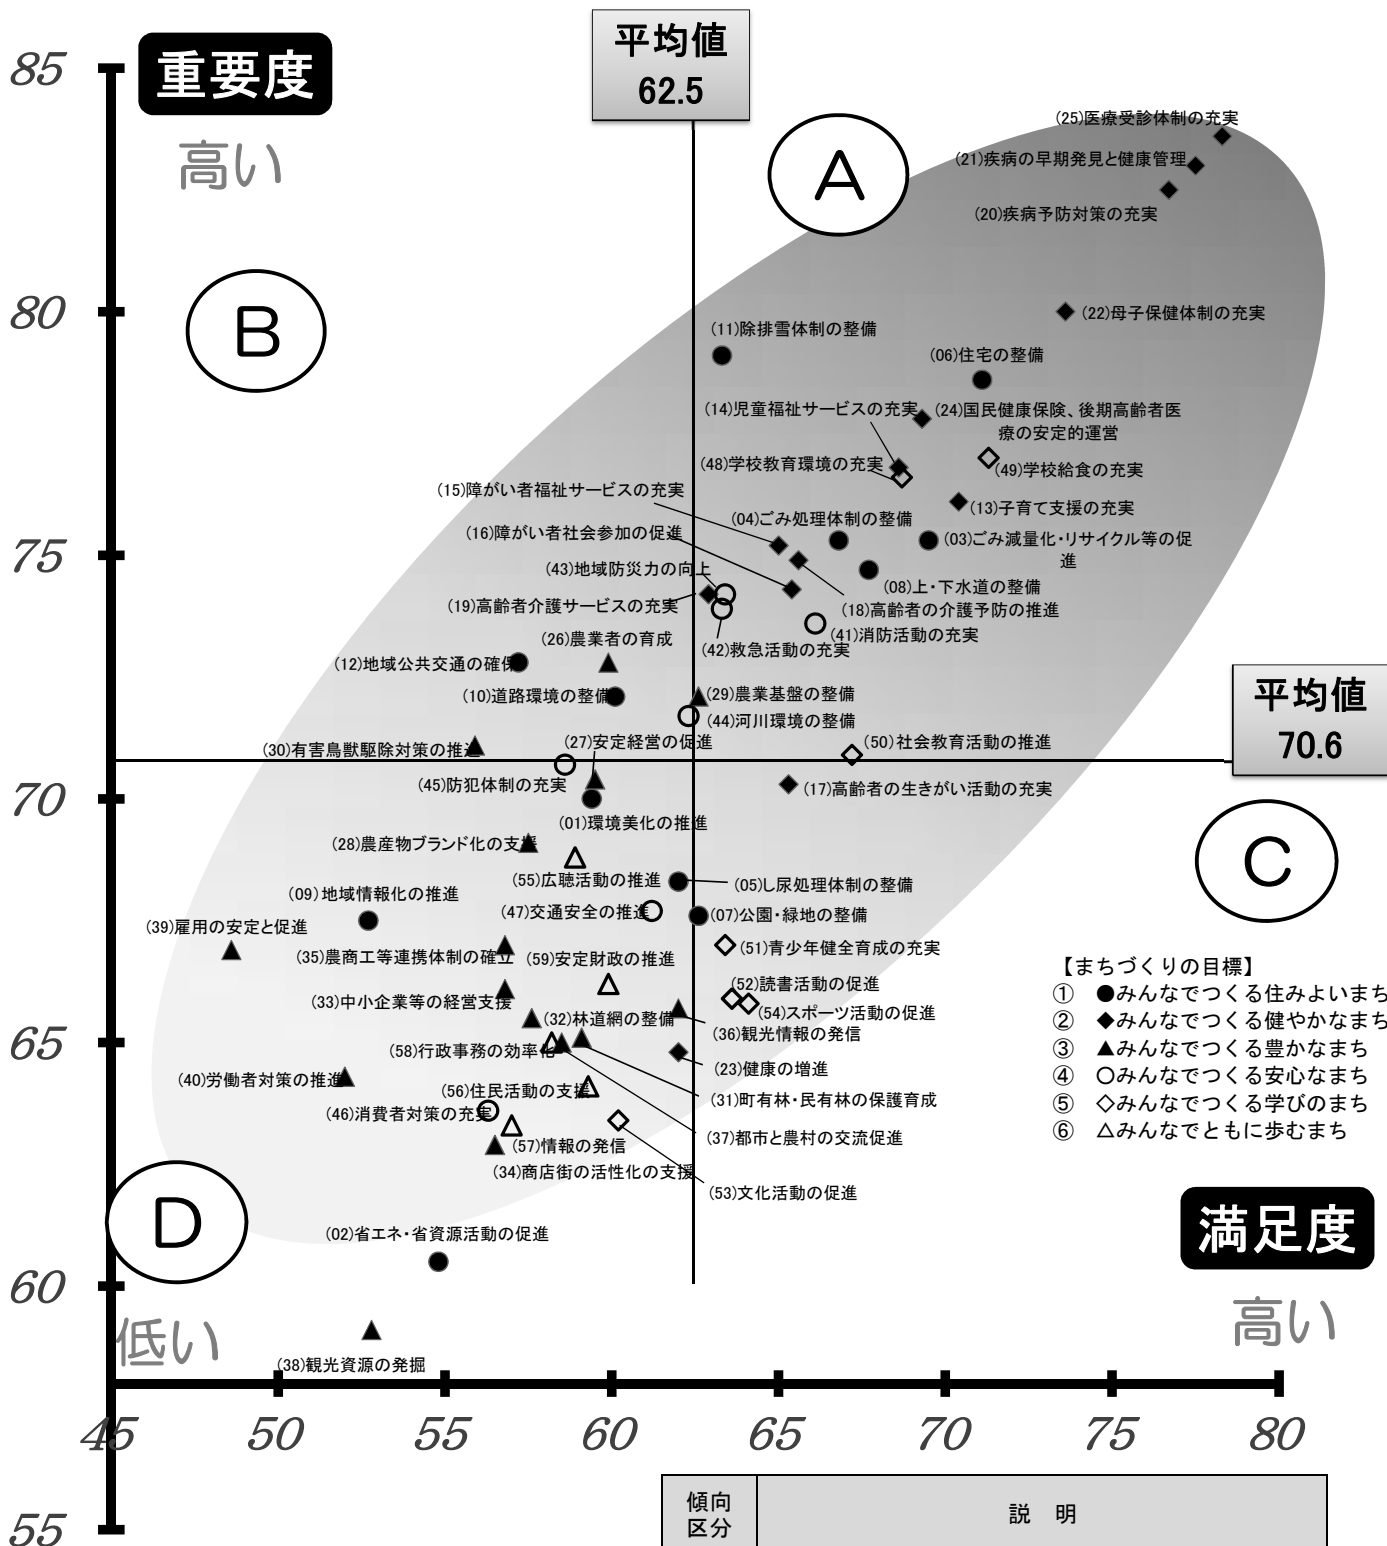 平均値
62.5
85
重要度
高い
A
(25)医療受診体制の充実
(21)疾病の早期発見と健康管理
(20)疾病予防対策の充実
B
80
(22)母子保健体制の充実
(11)除排雪体制の整備
(06)住宅の整備
(14)児童福祉サービスの充実
(24)国民健康保険、後期高齢者医
療の安定的運営
(48)学校教育環境の充実
(49)学校給食の充実
(15)障がい者福祉サービスの充実
(13)子育て支援の充実
(04)ごみ処理体制の整備
(16)障がい者社会参加の促進
(03)ごみ減量化・リサイクル等の促
進
75
(43)地域防災力の向上
(08)上・下水道の整備
(19)高齢者介護サービスの充実
(18)高齢者の介護予防の推進
(41)消防活動の充実
(26)農業者の育成
(42)救急活動の充実
(12)地域公共交通の確保
(10)道路環境の整備
(29)農業基盤の整備
平均値
70.6
(44)河川環境の整備
(27)安定経営の促進
(50)社会教育活動の推進
(30)有害鳥獣駆除対策の推進
(45)防犯体制の充実
(17)高齢者の生きがい活動の充実
70
(01)環境美化の推進
(28)農産物ブランド化の支援
C
(55)広聴活動の推進
(05)し尿処理体制の整備
(09)地域情報化の推進
(47)交通安全の推進
(07)公園・緑地の整備
(39)雇用の安定と促進
(51)青少年健全育成の充実
(35)農商工等連携体制の確立
(59)安定財政の推進
【まちづくりの目標】
(52)読書活動の促進
① ●みんなでつくる住みよいまち
(33)中小企業等の経営支援
(54)スポーツ活動の促進
② ◆みんなでつくる健やかなまち
(32)林道網の整備
(36)観光情報の発信
65
③ ▲みんなでつくる豊かなまち
(58)行政事務の効率化
(23)健康の増進
④ ○みんなでつくる安心なまち
(40)労働者対策の推進
(56)住民活動の支援
(31)町有林・民有林の保護育成
⑤ ◇みんなでつくる学びのまち
(46)消費者対策の充実
⑥ △みんなでともに歩むまち
(37)都市と農村の交流促進
(57)情報の発信
(34)商店街の活性化の支援
(53)文化活動の促進
D
満足度
(02)省エネ・省資源活動の促進
60
高い
低い
(38)観光資源の発掘
45
50
55
60
65
70
75
80
傾向
区分
説 明
55